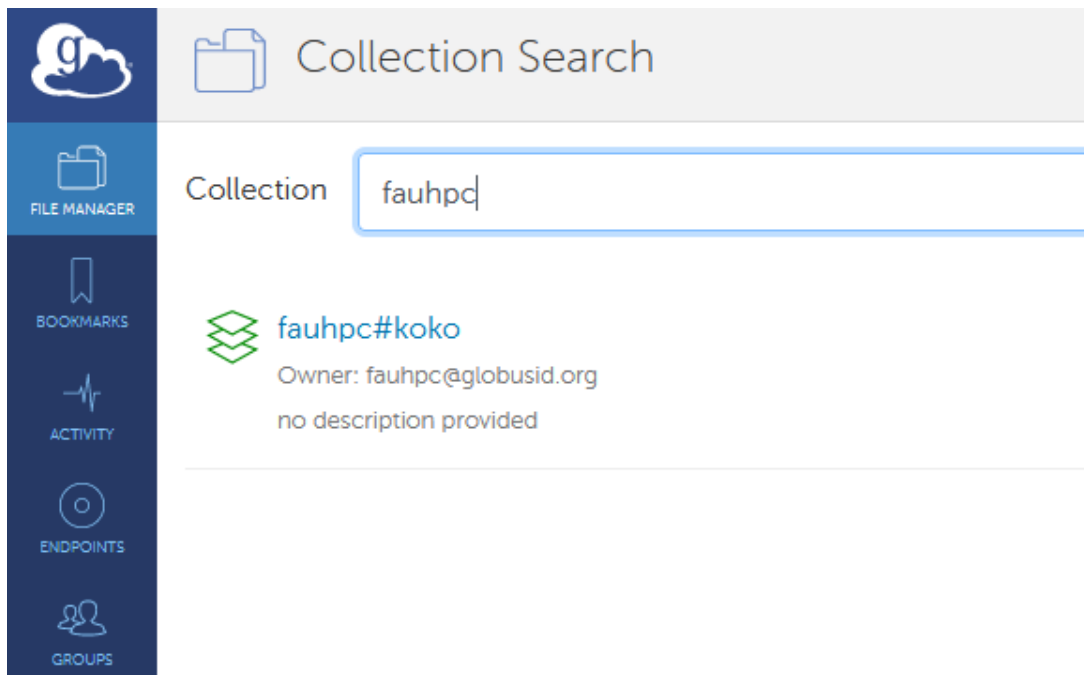 g
Collection Search
FILE MANAGER
Collection
fauhpc
BOOKMARKS
fauhpc#koko
Owner: fauhpc@globusid.org
no description provided
ACTIVITY
ENDPOINTS
GROUPS